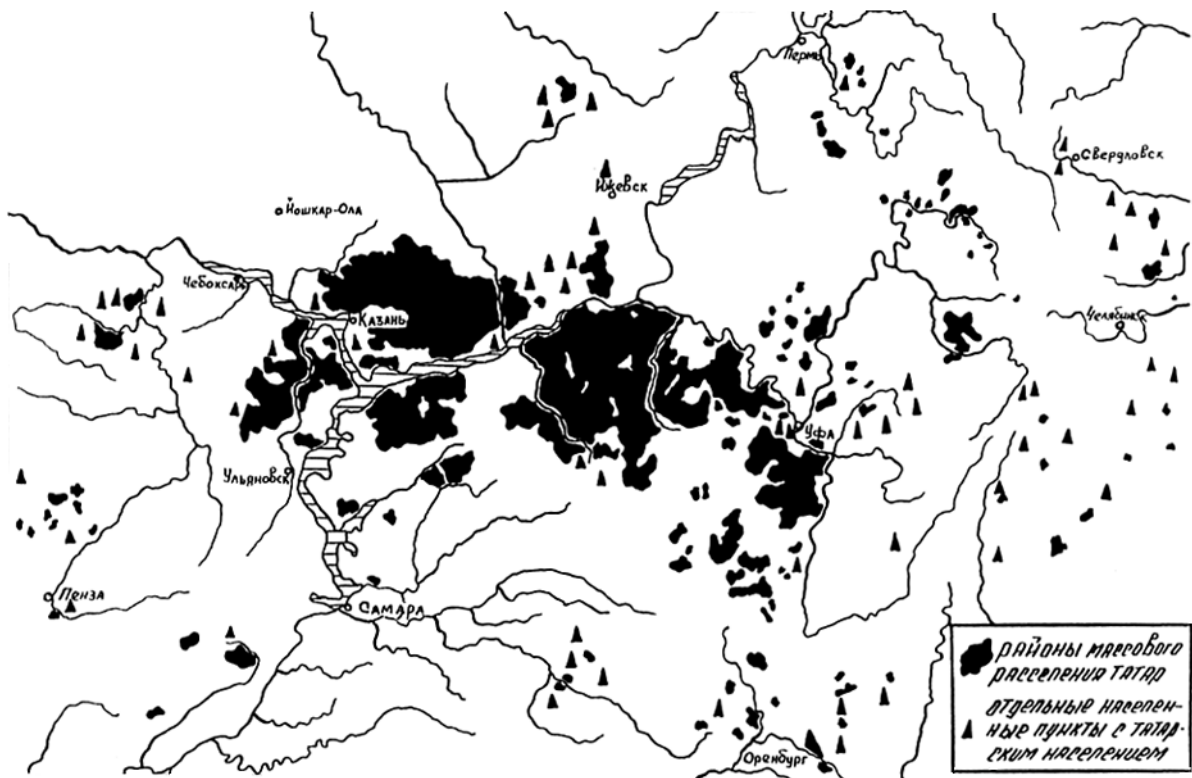 Пермь
Свердловск
Ижевск
Йошкар-Ола
Чебоксары
Казань
Челябинск
Уфа
Ульяновск
Пенза
Самара
Оренбург
районы массового
расселения татар
отдельные населен-
ные пункты с татар-
ским населением